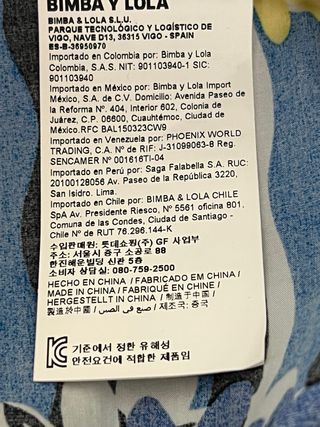 BIMBA Y LOLA
BIMBA & LOLA S.L.U.
PARQUE TECNOLÓGICO Y LOGÍSTICO DE
VIGO, NAVE D13, 36315 VIGO - SPAIN
ES-B-36950970
Importado en Colombia por: Bimba y Lola
Colombia, S.A.S. NIT: 901103940-1 SIC:
901103940
Importado en México por: Bimba y Lola Import
México, S.A. de C.V. Domicilio: Avenida Paseo de
la Reforma Nº. 404, Interior 602, Colonia de
Juárez, C.P. 06600, Cuauhtémoc, Ciudad de
México.RFC BAL150323CW9
Importado en Venezuela por: PHOENIX WORLD
TRADING, C.A. Nº de RIF: J-31099063-8 Reg.
SENCAMER Nº 001616TI-04
Importado en Perú por: Saga Falabella S.A. RUC:
20100128056 Av. Paseo de la República 3220,
San Isidro. Lima.
Importado en Chile por: BIMBA & LOLA CHILE
SpA Av. Presidente Riesco, Nº 5561 oficina 801,
Comuna de las Condes, Ciudad de Santiago -
Chile Nº de RUT 76.296.144-K
수입판매원: 롯데쇼핑(주) GF 사업부
주소: 서울시 중구 소공로 88
한진해운빌딩 신관 5층
소비자 상담실: 080-759-2500
HECHO EN CHINA / FABRICADO EM CHINA /
MADE IN CHINA / FABRIQUÉ EN CHINE /
HERGESTELLT IN CHINA / 制造于中国 /
製造於中國 / صنع في الصين / 제조국: 중국
기준에서 정한 유해성
안전요건에 적합한 제품임